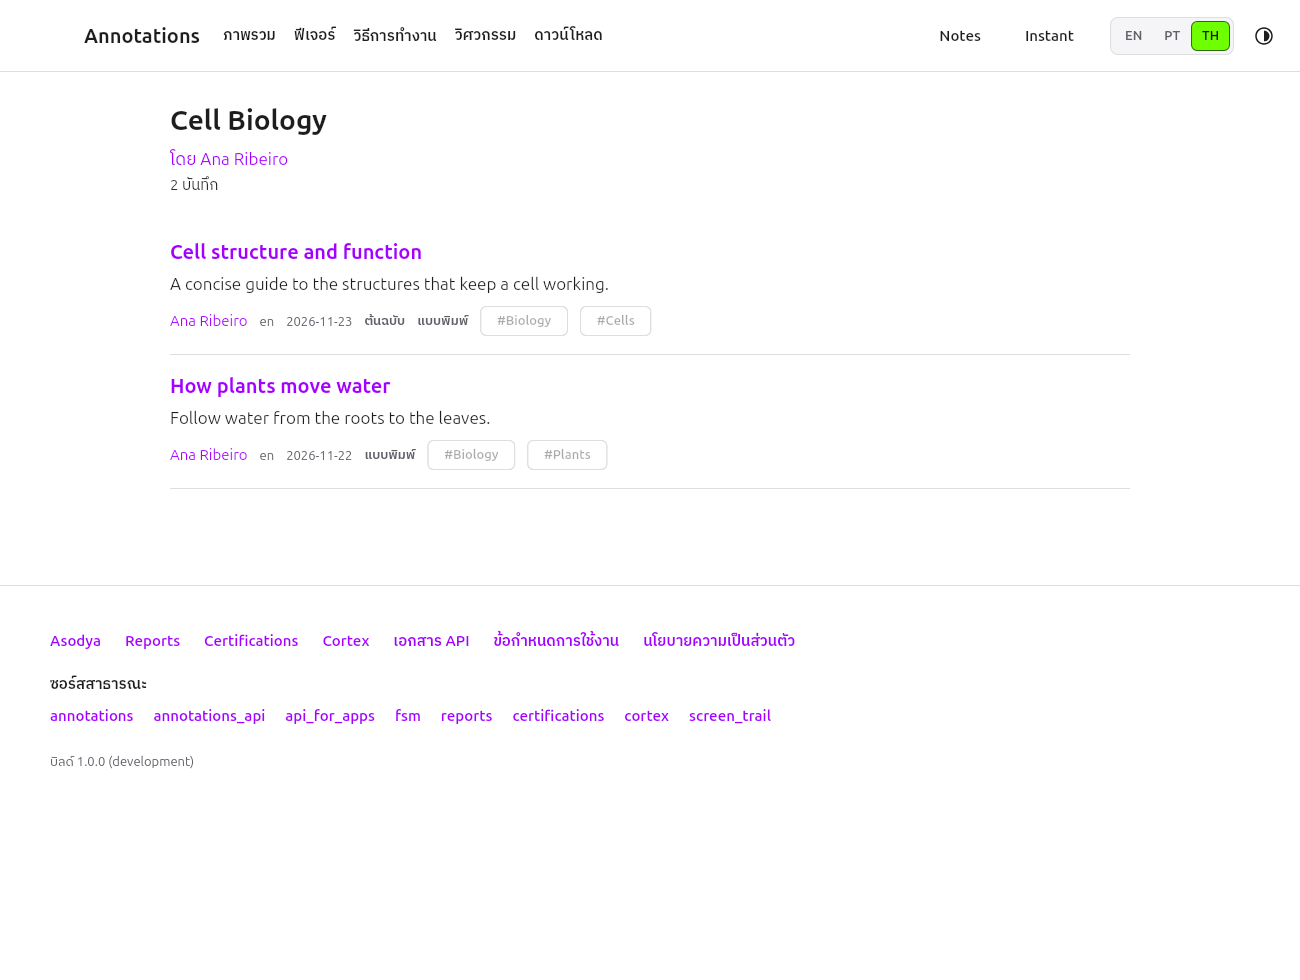 Annotations ภาพรวม ฟีเจอร์ วิธีการทำงาน วิศวกรรม ดาวน์โหลด Notes Instant EN PT TH
Cell Biology
โดย Ana Ribeiro
2 บันทึก
Cell structure and function
A concise guide to the structures that keep a cell working.
Ana Ribeiro en 2026-11-23 ต้นฉบับ แบบพิมพ์ #Biology #Cells
How plants move water
Follow water from the roots to the leaves.
Ana Ribeiro en 2026-11-22 แบบพิมพ์ #Biology #Plants
Asodya Reports Certifications Cortex เอกสาร API ข้อกำหนดการใช้งาน นโยบายความเป็นส่วนตัว
ซอร์สสาธารณะ
annotations annotations_api api_for_apps fsm reports certifications cortex screen_trail
บิลด์ 1.0.0 (development)